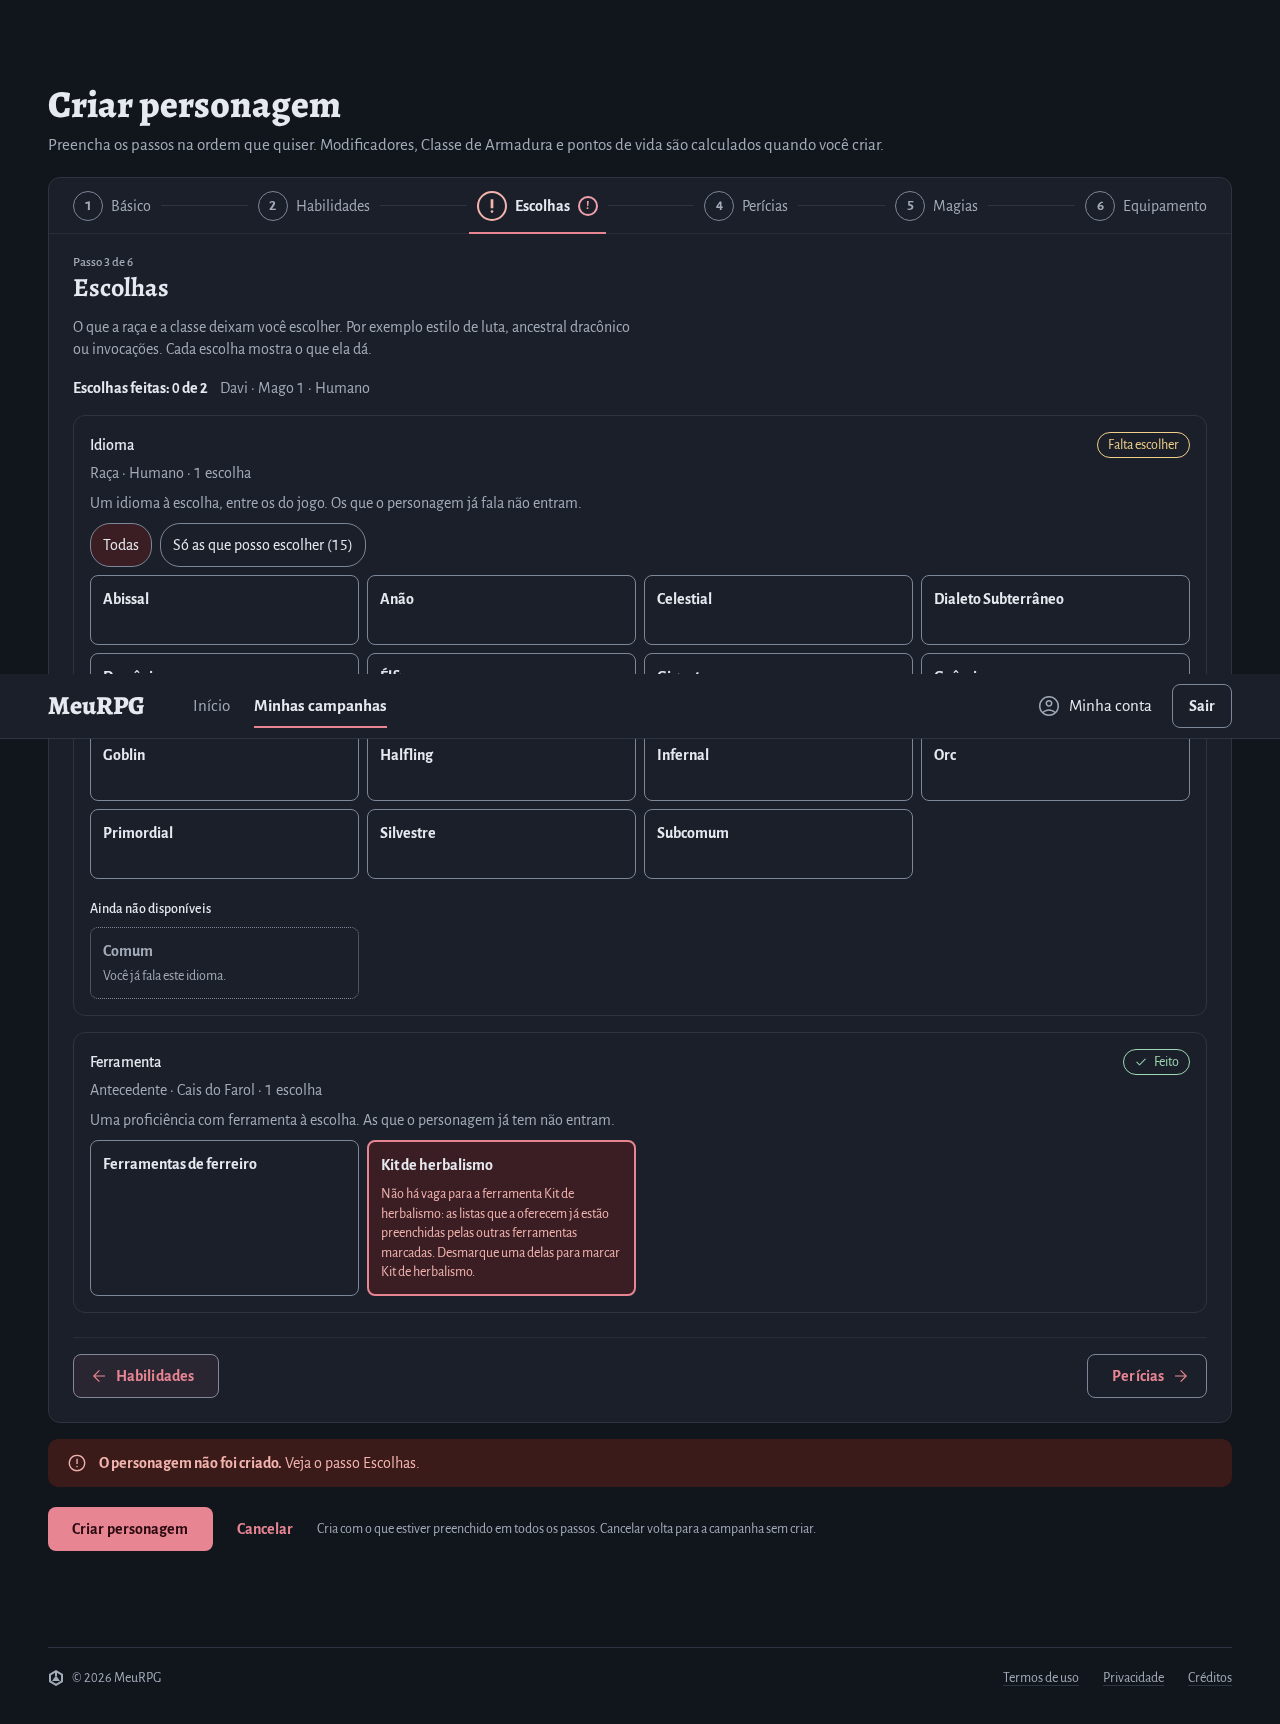 Criar personagem
Preencha os passos na ordem que quiser. Modificadores, Classe de Armadura e pontos de vida são calculados quando você criar.
1 Básico 2 Habilidades ! Escolhas ! 4 Perícias 5 Magias 6 Equipamento
Passo 3 de 6
Escolhas
O que a raça e a classe deixam você escolher. Por exemplo estilo de luta, ancestral dracônico
ou invocações. Cada escolha mostra o que ela dá.
Escolhas feitas: 0 de 2 Davi · Mago 1 · Humano
Idioma Falta escolher
Raça · Humano · 1 escolha
Um idioma à escolha, entre os do jogo. Os que o personagem já fala não entram.
Todas Só as que posso escolher (15)
Abissal Anão Celestial Dialeto Subterrâneo
MeuRPG Início Minhas campanhas Minha conta Sair
Goblin Halfling Infernal Orc
Primordial Silvestre Subcomum
Ainda não disponíveis
Comum
Você já fala este idioma.
Ferramenta Feito
Antecedente · Cais do Farol · 1 escolha
Uma proficiência com ferramenta à escolha. As que o personagem já tem não entram.
Ferramentas de ferreiro Kit de herbalismo
Não há vaga para a ferramenta Kit de
herbalismo: as listas que a oferecem já estão
preenchidas pelas outras ferramentas
marcadas. Desmarque uma delas para marcar
Kit de herbalismo.
Habilidades Perícias
O personagem não foi criado. Veja o passo Escolhas.
Criar personagem Cancelar Cria com o que estiver preenchido em todos os passos. Cancelar volta para a campanha sem criar.
© 2026 MeuRPG Termos de uso Privacidade Créditos